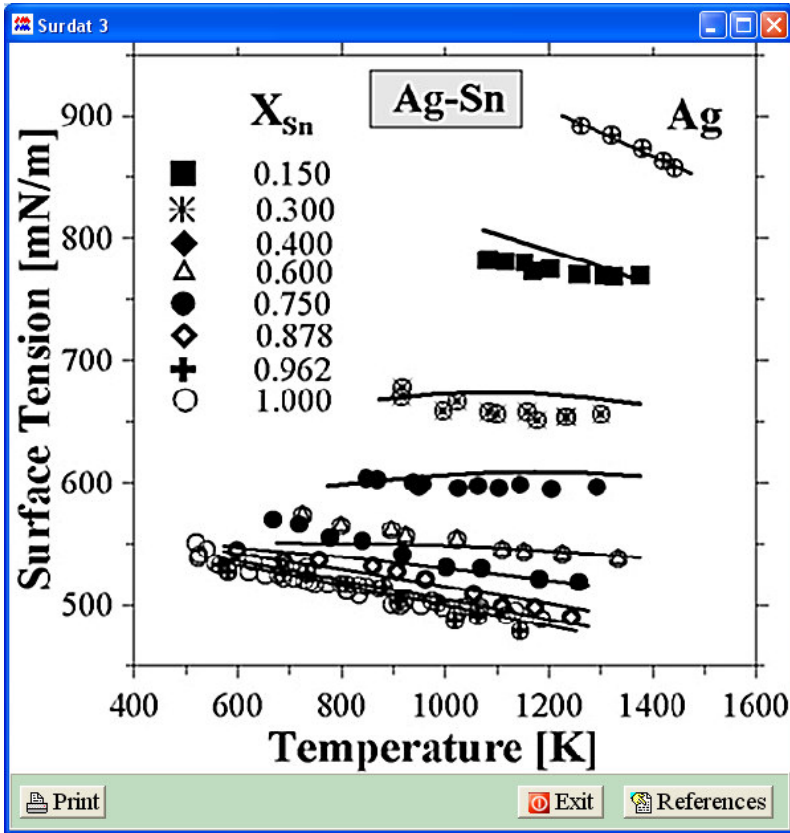 Surdat 3
Ag-Sn
Ag
X_Sn
0.150
0.300
0.400
0.600
0.750
0.878
0.962
1.000
Surface Tension [mN/m]
900
800
700
600
500
400 600 800 1000 1200 1400 1600
Temperature [K]
Print Exit References